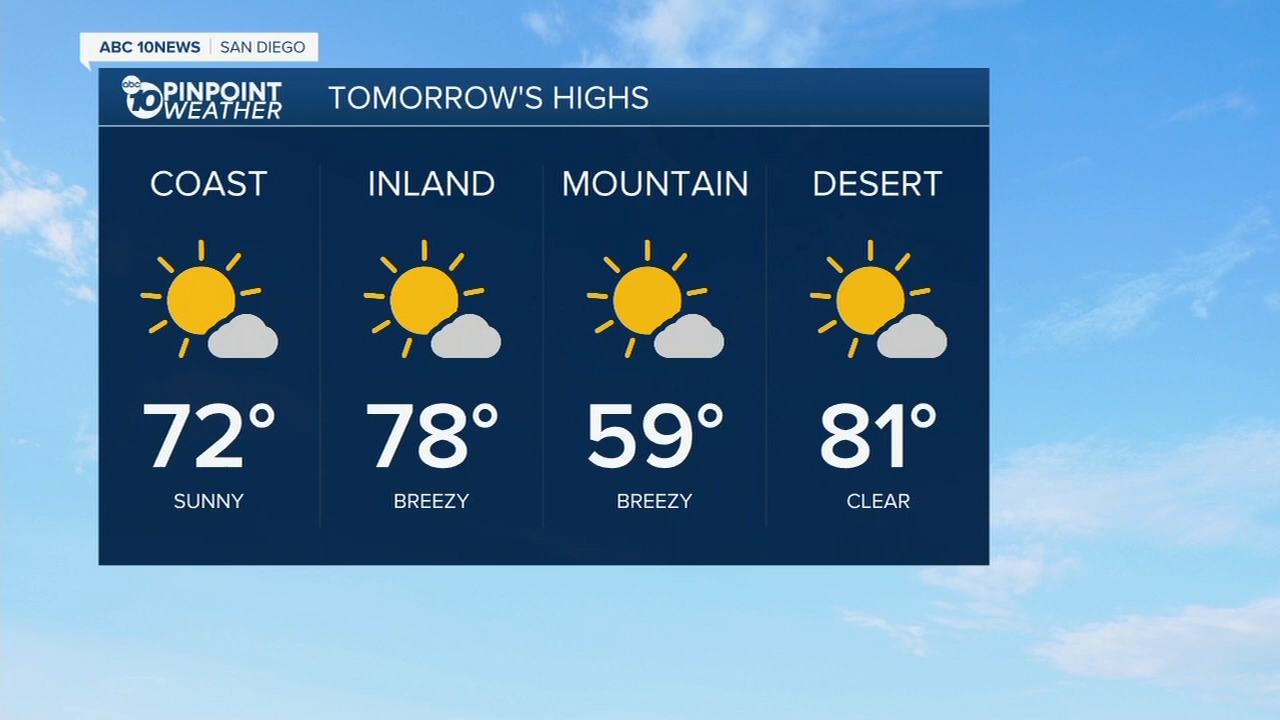 ABC 10NEWS | SAN DIEGO
abc 10 PINPOINT WEATHER
TOMORROW'S HIGHS
COAST
INLAND
MOUNTAIN
DESERT
72°
78°
59°
81°
SUNNY
BREEZY
BREEZY
CLEAR